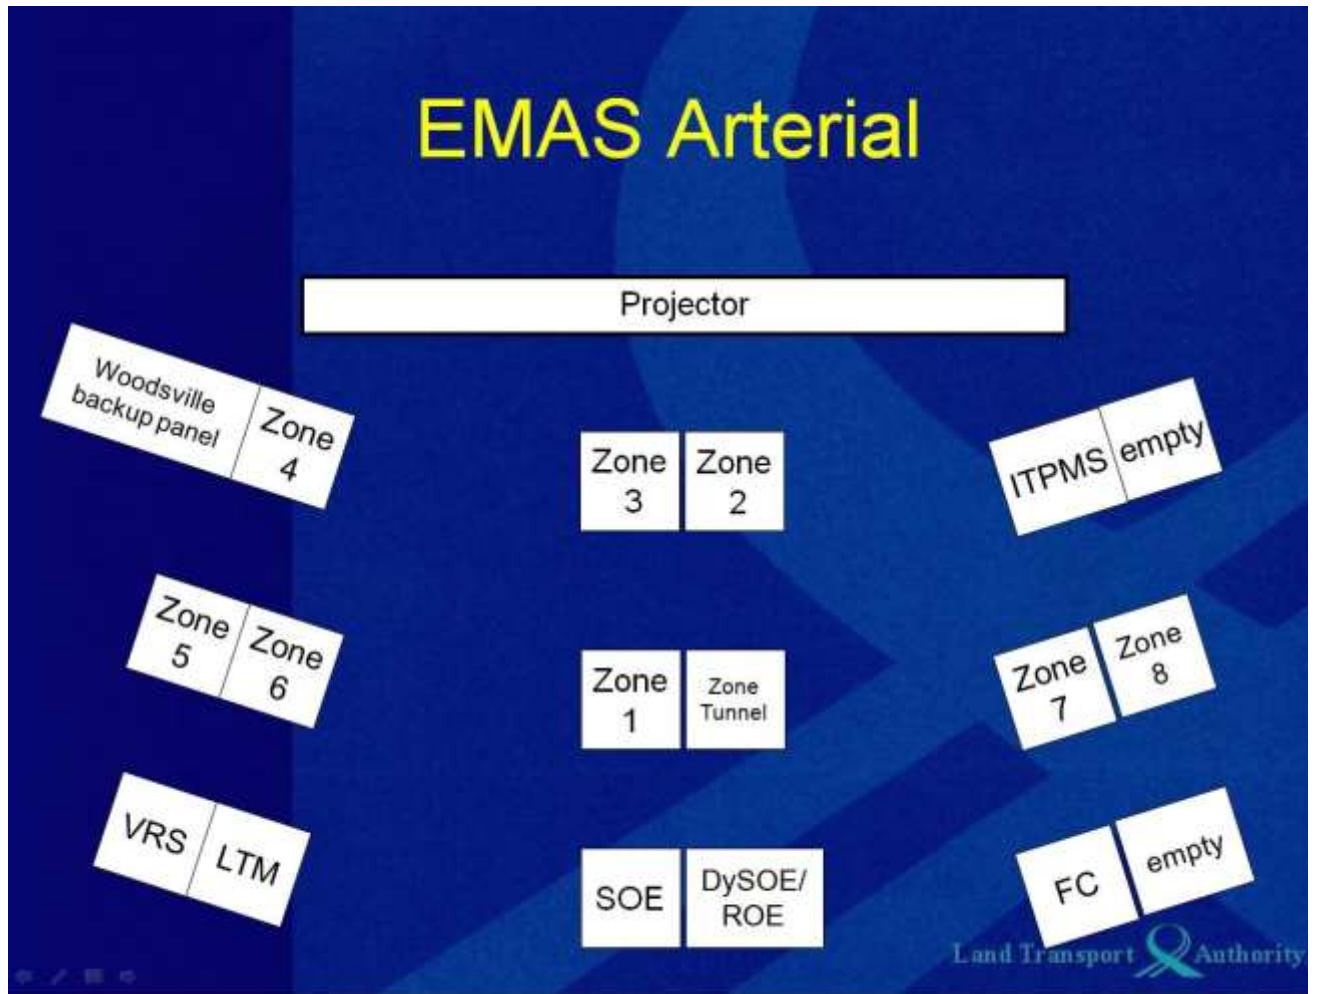 EMAS Arterial
Projector
Woodsville
backup panel
Zone
4
Zone
3
Zone
2
ITPMS
empty
Zone
5
Zone
6
Zone
1
Zone
Tunnel
Zone
7
Zone
8
VRS
LTM
SOE
DySOE/
ROE
FC
empty
Land Transport Authority